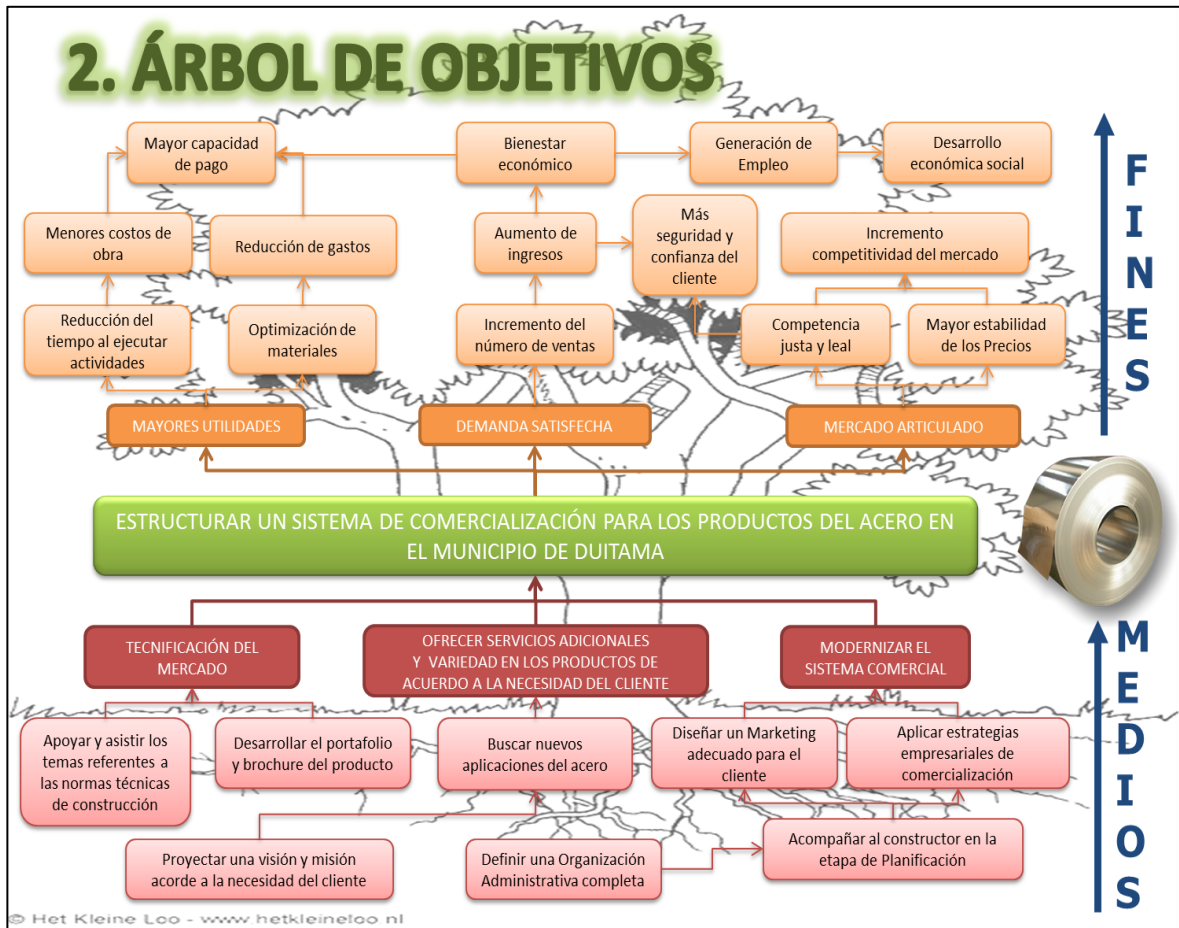 2. ÁRBOL DE OBJETIVOS
Mayor capacidad
de pago
Bienestar
económico
Generación de
Empleo
Desarrollo
económica social
FINES
Menores costos de
obra
Reducción de gastos
Aumento de
ingresos
Más
seguridad y
confianza del
cliente
Incremento
competitividad del mercado
Reducción del
tiempo al ejecutar
actividades
Optimización de
materiales
Incremento del
número de ventas
Competencia
justa y leal
Mayor estabilidad
de los Precios
MAYORES UTILIDADES
DEMANDA SATISFECHA
MERCADO ARTICULADO
ESTRUCTURAR UN SISTEMA DE COMERCIALIZACIÓN PARA LOS PRODUCTOS DEL ACERO EN
EL MUNICIPIO DE DUITAMA
TECNIFICACIÓN DEL
MERCADO
OFRECER SERVICIOS ADICIONALES
Y VARIEDAD EN LOS PRODUCTOS DE
ACUERDO A LA NECESIDAD DEL CLIENTE
MODERNIZAR EL
SISTEMA COMERCIAL
MEDIOS
Apoyar y asistir los
temas referentes a
las normas técnicas
de construcción
Desarrollar el portafolio
y brochure del producto
Buscar nuevos
aplicaciones del acero
Diseñar un Marketing
adecuado para el
cliente
Aplicar estrategias
empresariales de
comercialización
Proyectar una visión y misión
acorde a la necesidad del cliente
Definir una Organización
Administrativa completa
Acompañar al constructor en la
etapa de Planificación
© Het Kleine Loo - www.hetkleineloo.nl